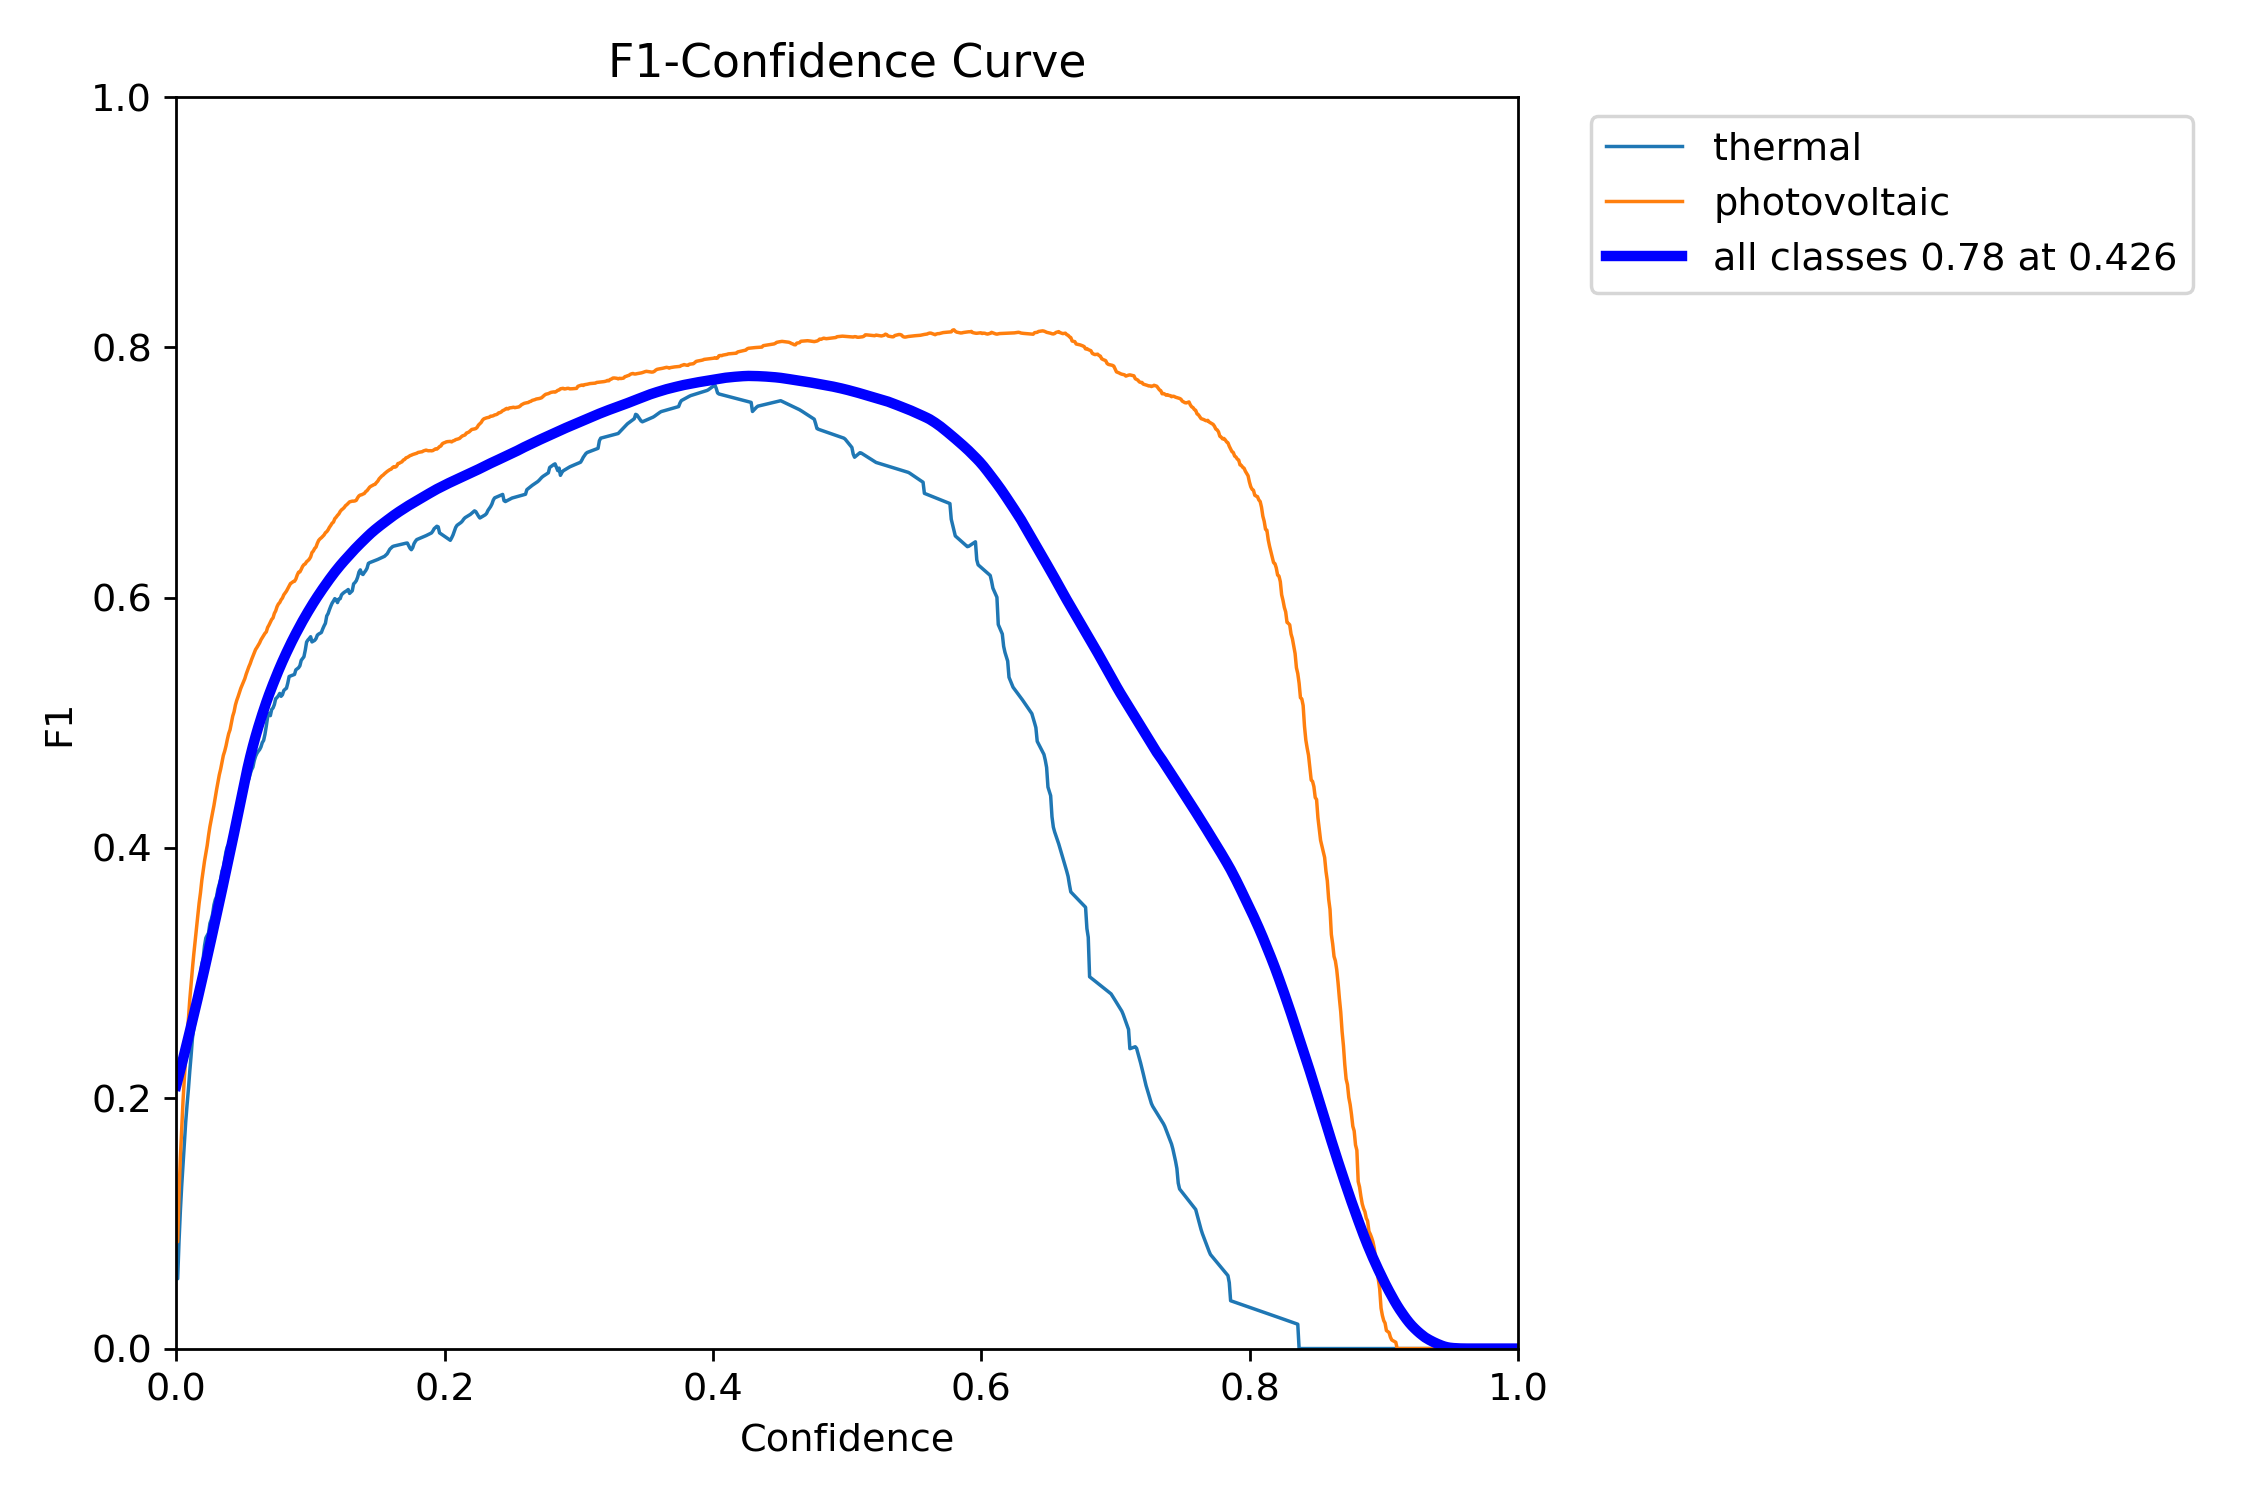 F1-Confidence Curve
1.0
0.8
0.6
0.4
0.2
0.0
F1
0.0 0.2 0.4 0.6 0.8 1.0
Confidence
thermal
photovoltaic
all classes 0.78 at 0.426